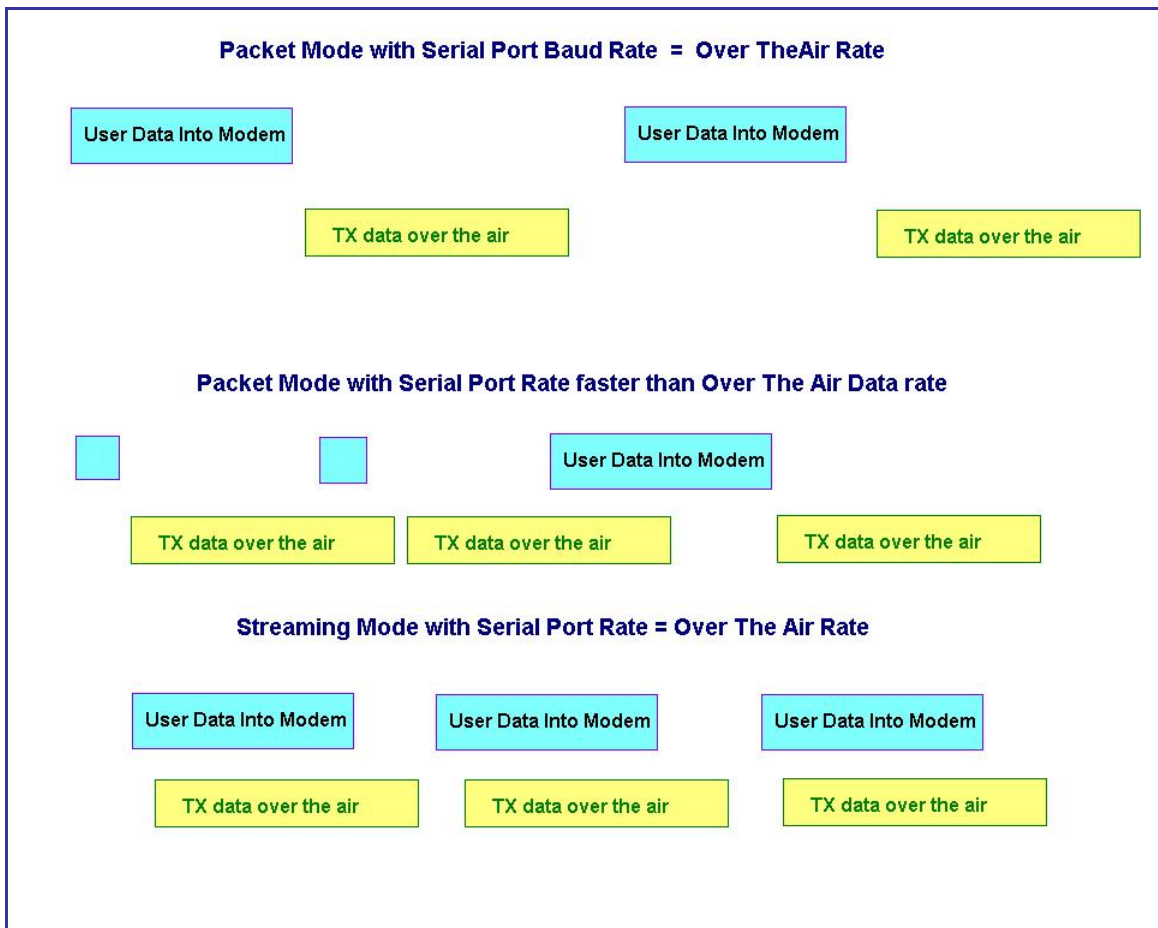 Packet Mode with Serial Port Baud Rate  =  Over TheAir Rate
User Data Into Modem
User Data Into Modem
TX data over the air
TX data over the air
Packet Mode with Serial Port Rate faster than Over The Air Data rate
User Data Into Modem
TX data over the air
TX data over the air
TX data over the air
Streaming Mode with Serial Port Rate = Over The Air Rate
User Data Into Modem
User Data Into Modem
User Data Into Modem
TX data over the air
TX data over the air
TX data over the air